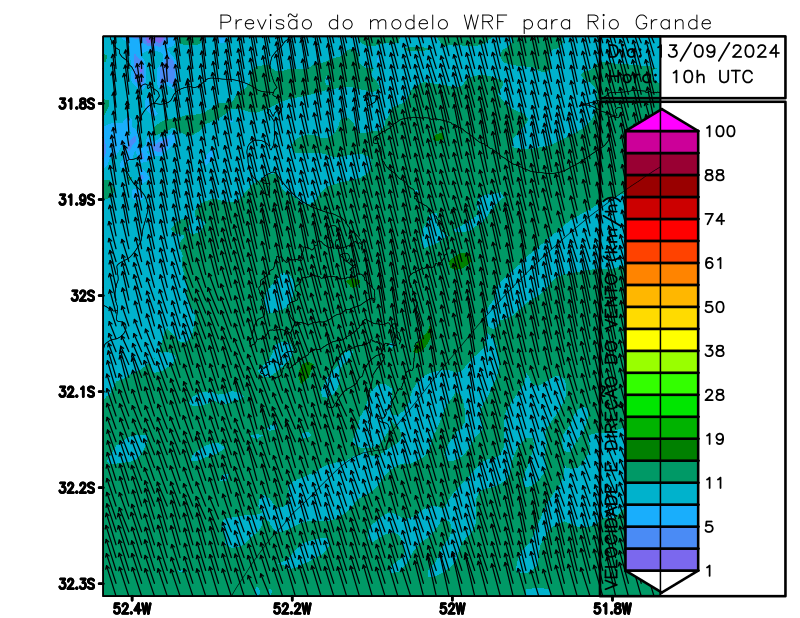 Previsão do modelo WRF para Rio Grande
Dia: 13/09/2024
Hora: 10h UTC
31.8S
31.9S
32S
32.1S
32.2S
32.3S
52.4W
52.2W
52W
51.8W
VELOCIDADE E DIREÇÃO DO VENTO (Km/h)
100
88
74
61
50
38
28
19
11
5
1